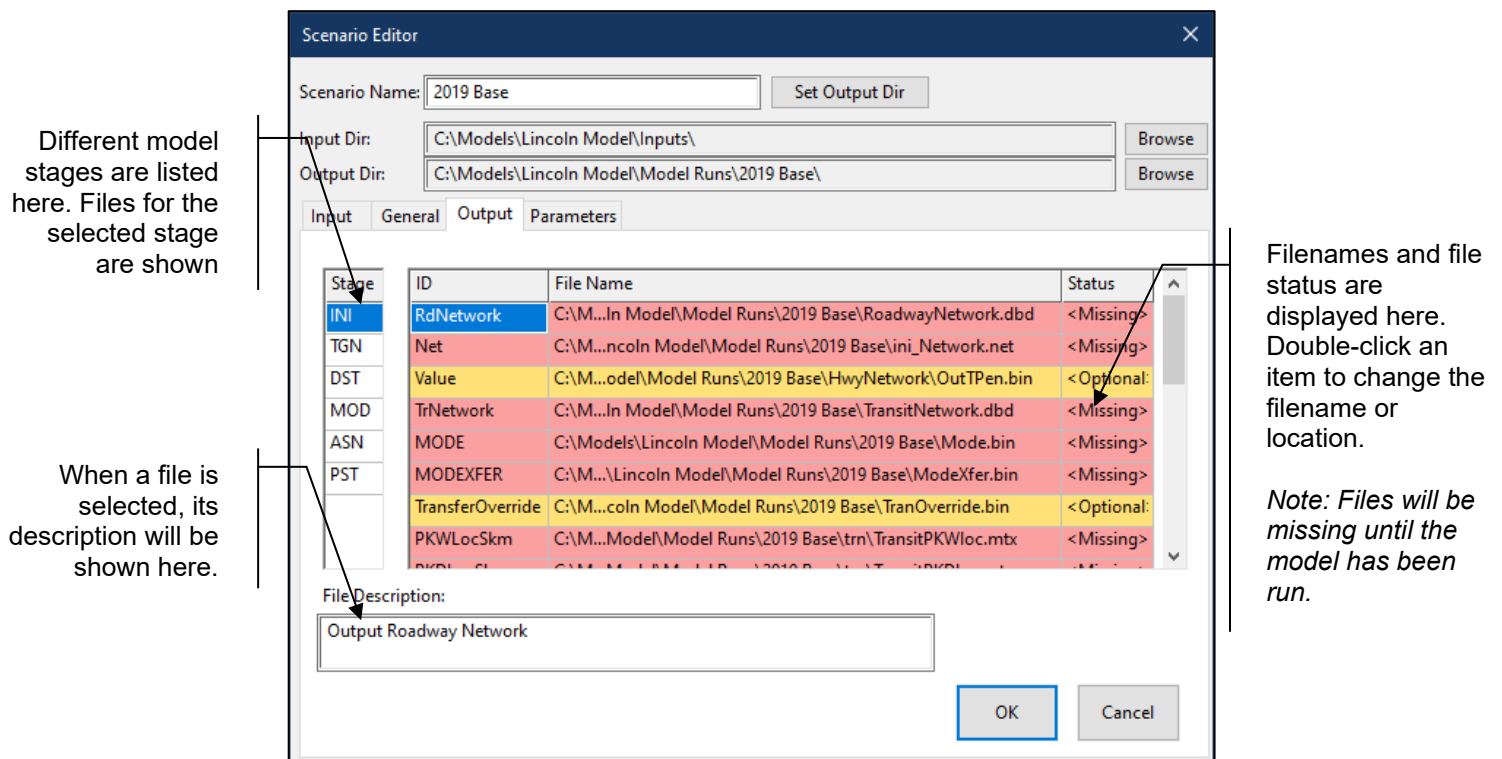 Scenario Editor
Scenario Name: 2019 Base Set Output Dir
Input Dir: C:\Models\Lincoln Model\Inputs\ Browse
Output Dir: C:\Models\Lincoln Model\Model Runs\2019 Base\ Browse
Input General Output Parameters
Stage ID File Name Status
INI RdNetwork C:\M...ln Model\Model Runs\2019 Base\RoadwayNetwork.dbd <Missing>
TGN Net C:\M...ncoln Model\Model Runs\2019 Base\ini_Network.net <Missing>
DST Value C:\M...odel\Model Runs\2019 Base\HwyNetwork\OutTPen.bin <Optional:
MOD TrNetwork C:\M...ln Model\Model Runs\2019 Base\TransitNetwork.dbd <Missing>
ASN MODE C:\Models\Lincoln Model\Model Runs\2019 Base\Mode.bin <Missing>
PST MODEXFER C:\M...\Lincoln Model\Model Runs\2019 Base\ModeXfer.bin <Missing>
TransferOverride C:\M...coln Model\Model Runs\2019 Base\TranOverride.bin <Optional:
PKWLocSkm C:\M...Model\Model Runs\2019 Base\trn\TransitPKWloc.mtx <Missing>
File Description:
Output Roadway Network
OK Cancel
Different model
stages are listed
here. Files for the
selected stage
are shown
When a file is
selected, its
description will be
shown here.
Filenames and file
status are
displayed here.
Double-click an
item to change the
filename or
location.
Note: Files will be
missing until the
model has been
run.